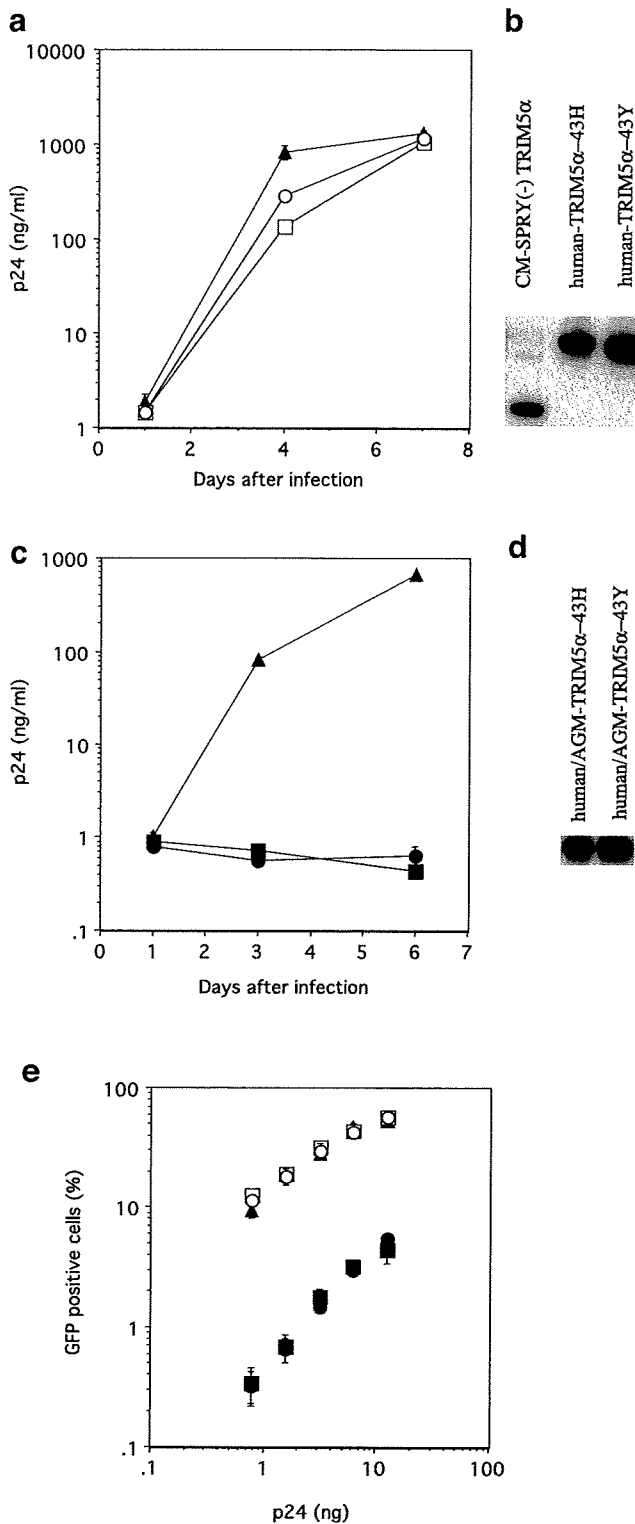 a
10000
1000
100
10
1
0
2
4
6
8
p24 (ng/ml)
Days after infection
b
CM-SPRY(-) TRIM5α
human-TRIM5α–43H
human-TRIM5α–43Y
c
1000
100
10
1
.1
0
1
2
3
4
5
6
7
p24 (ng/ml)
Days after infection
d
human/AGM-TRIM5α–43H
human/AGM-TRIM5α–43Y
e
100
10
1
.1
.1
1
10
100
GFP positive cells (%)
p24 (ng)